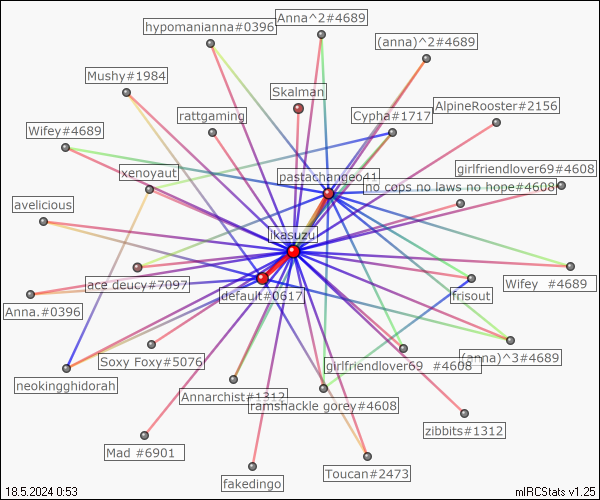 Anna^2#4689
hypomanianna#0396
(anna)^2#4689
Mushy#1984
Skalman
rattgaming
Cypha#1717
AlpineRooster#2156
Wifey#4689
xenoyaut
pastachangeo41
girlfriendlover69#4608
no cops no laws no hope#4608
avelicious
ikasuzu
ace deucy#7097
default#0617
frisout
Wifey  #4689
Anna.#0396
Soxy Foxy#5076
(anna)^3#4689
girlfriendlover69  #4608
neokingghidorah
Annarchist#1312
ramshackle gorey#4608
zibbits#1312
Mad  #6901
fakedingo
Toucan#2473
18.5.2024 0:53
mIRCStats v1.25